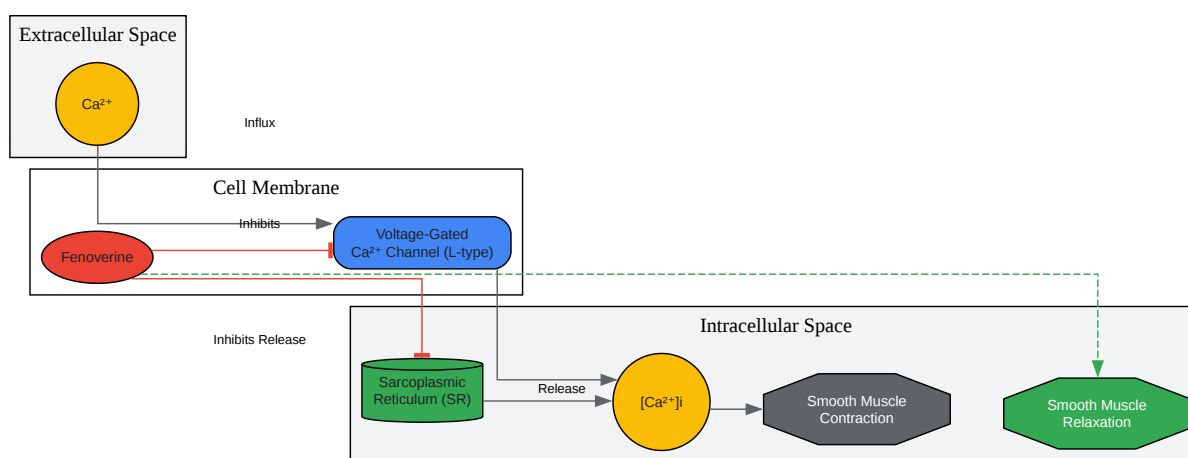 Extracellular Space
Ca²⁺
Influx
Cell Membrane
Inhibits
Voltage-Gated
Ca²⁺ Channel (L-type)
Fenoverine
Intracellular Space
Inhibits Release
Sarcoplasmic
Reticulum (SR)
Release
[Ca²⁺]i
Smooth Muscle
Contraction
Smooth Muscle
Relaxation